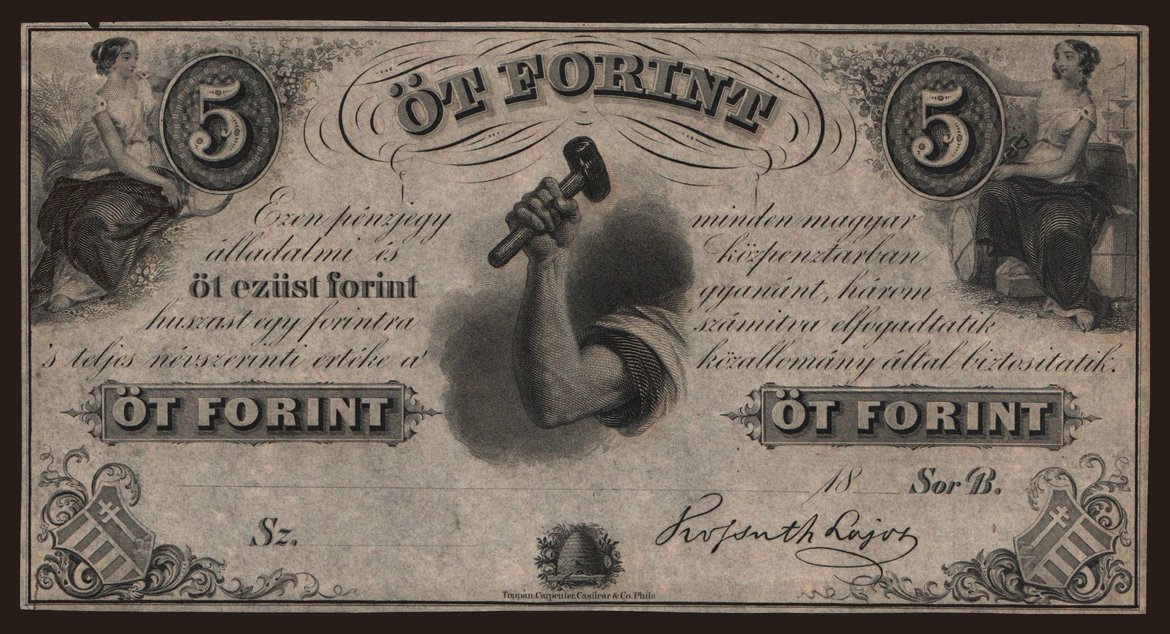 5 ÖT FORINT 5
Ezen pénzjegy minden magyar
álladalmi és közpenztarban
öt ezüst forint gyanánt, három
huszast egy forintra számitva elfogadtatik
's teljes névszerinti értéke a' közállomány által biztositatik.
ÖT FORINT ÖT FORINT
18 Sor B.
Sz.
Kossuth Lajos
Toppan, Carpenter, Casilear & Co. Phila